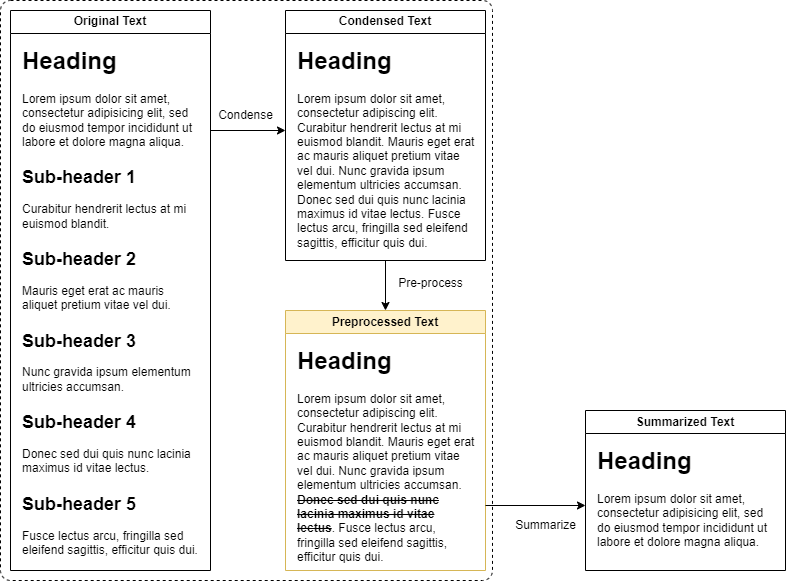 Original Text
Heading
Lorem ipsum dolor sit amet,
consectetur adipisicing elit, sed
do eiusmod tempor incididunt ut
labore et dolore magna aliqua.
Sub-header 1
Curabitur hendrerit lectus at mi
euismod blandit.
Sub-header 2
Mauris eget erat ac mauris
aliquet pretium vitae vel dui.
Sub-header 3
Nunc gravida ipsum elementum
ultricies accumsan.
Sub-header 4
Donec sed dui quis nunc lacinia
maximus id vitae lectus.
Sub-header 5
Fusce lectus arcu, fringilla sed
eleifend sagittis, efficitur quis dui.
Condense
Condensed Text
Heading
Lorem ipsum dolor sit amet,
consectetur adipiscing elit.
Curabitur hendrerit lectus at mi
euismod blandit. Mauris eget erat
ac mauris aliquet pretium vitae
vel dui. Nunc gravida ipsum
elementum ultricies accumsan.
Donec sed dui quis nunc lacinia
maximus id vitae lectus. Fusce
lectus arcu, fringilla sed eleifend
sagittis, efficitur quis dui.
Pre-process
Preprocessed Text
Heading
Lorem ipsum dolor sit amet,
consectetur adipiscing elit.
Curabitur hendrerit lectus at mi
euismod blandit. Mauris eget erat
ac mauris aliquet pretium vitae
vel dui. Nunc gravida ipsum
elementum ultricies accumsan.
Donec sed dui quis nunc
lacinia maximus id vitae
lectus. Fusce lectus arcu,
fringilla sed eleifend sagittis,
efficitur quis dui.
Summarize
Summarized Text
Heading
Lorem ipsum dolor sit amet,
consectetur adipisicing elit, sed
do eiusmod tempor incididunt ut
labore et dolore magna aliqua.